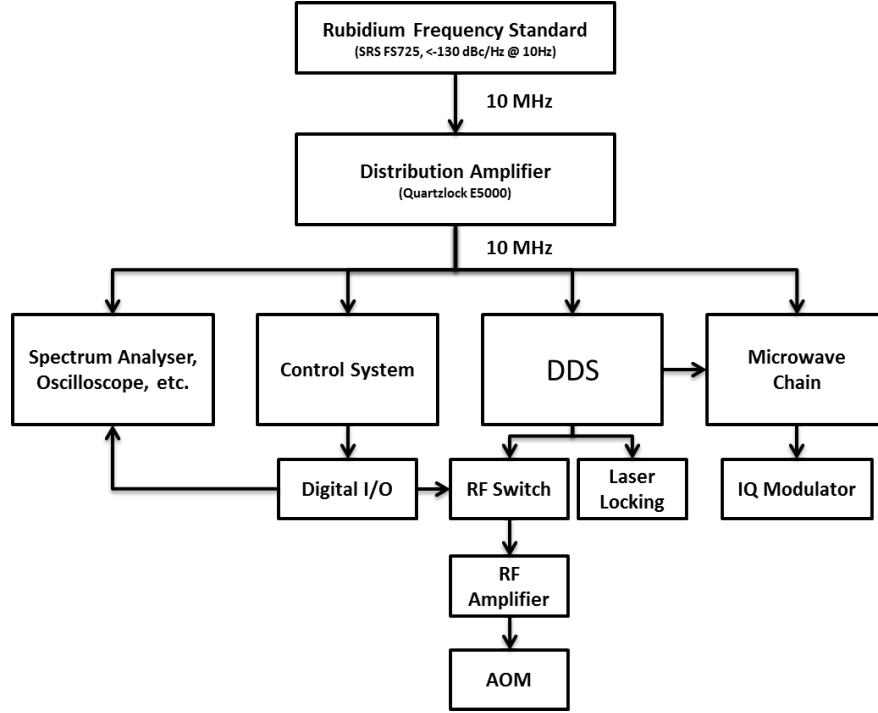 Rubidium Frequency Standard
(SRS FS725, <-130 dBc/Hz @ 10Hz)
10 MHz
Distribution Amplifier
(Quartzlock E5000)
10 MHz
Spectrum Analyser,
Oscilloscope, etc.
Control System
DDS
Microwave
Chain
Digital I/O
RF Switch
Laser
Locking
IQ Modulator
RF
Amplifier
AOM